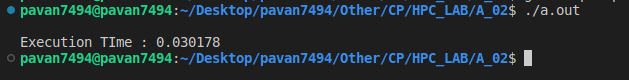 pavan7494@pavan7494:~/Desktop/pavan7494/Other/CP/HPC_LAB/A_02$ ./a.out
Execution TIme : 0.030178
pavan7494@pavan7494:~/Desktop/pavan7494/Other/CP/HPC_LAB/A_02$